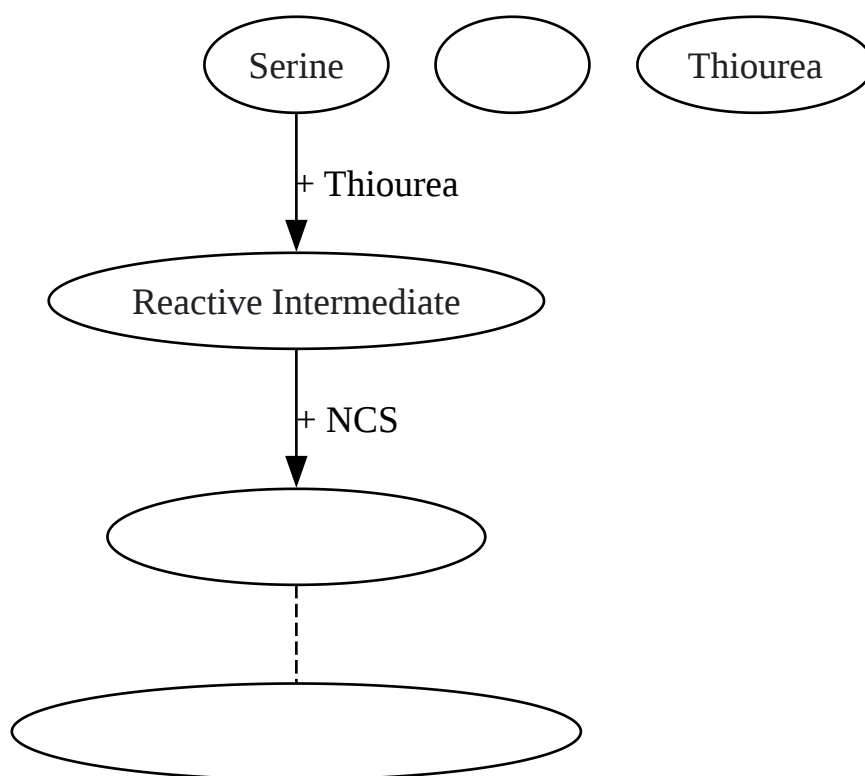 Serine
Thiourea
+ Thiourea
Reactive Intermediate
+ NCS